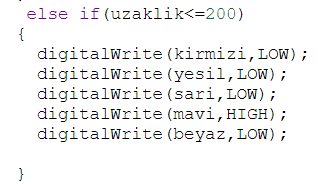 else if(uzaklik<=200)
{
digitalWrite(kirmizi,LOW);
digitalWrite(yesil,LOW);
digitalWrite(sari,LOW);
digitalWrite(mavi,HIGH);
digitalWrite(beyaz,LOW);
}